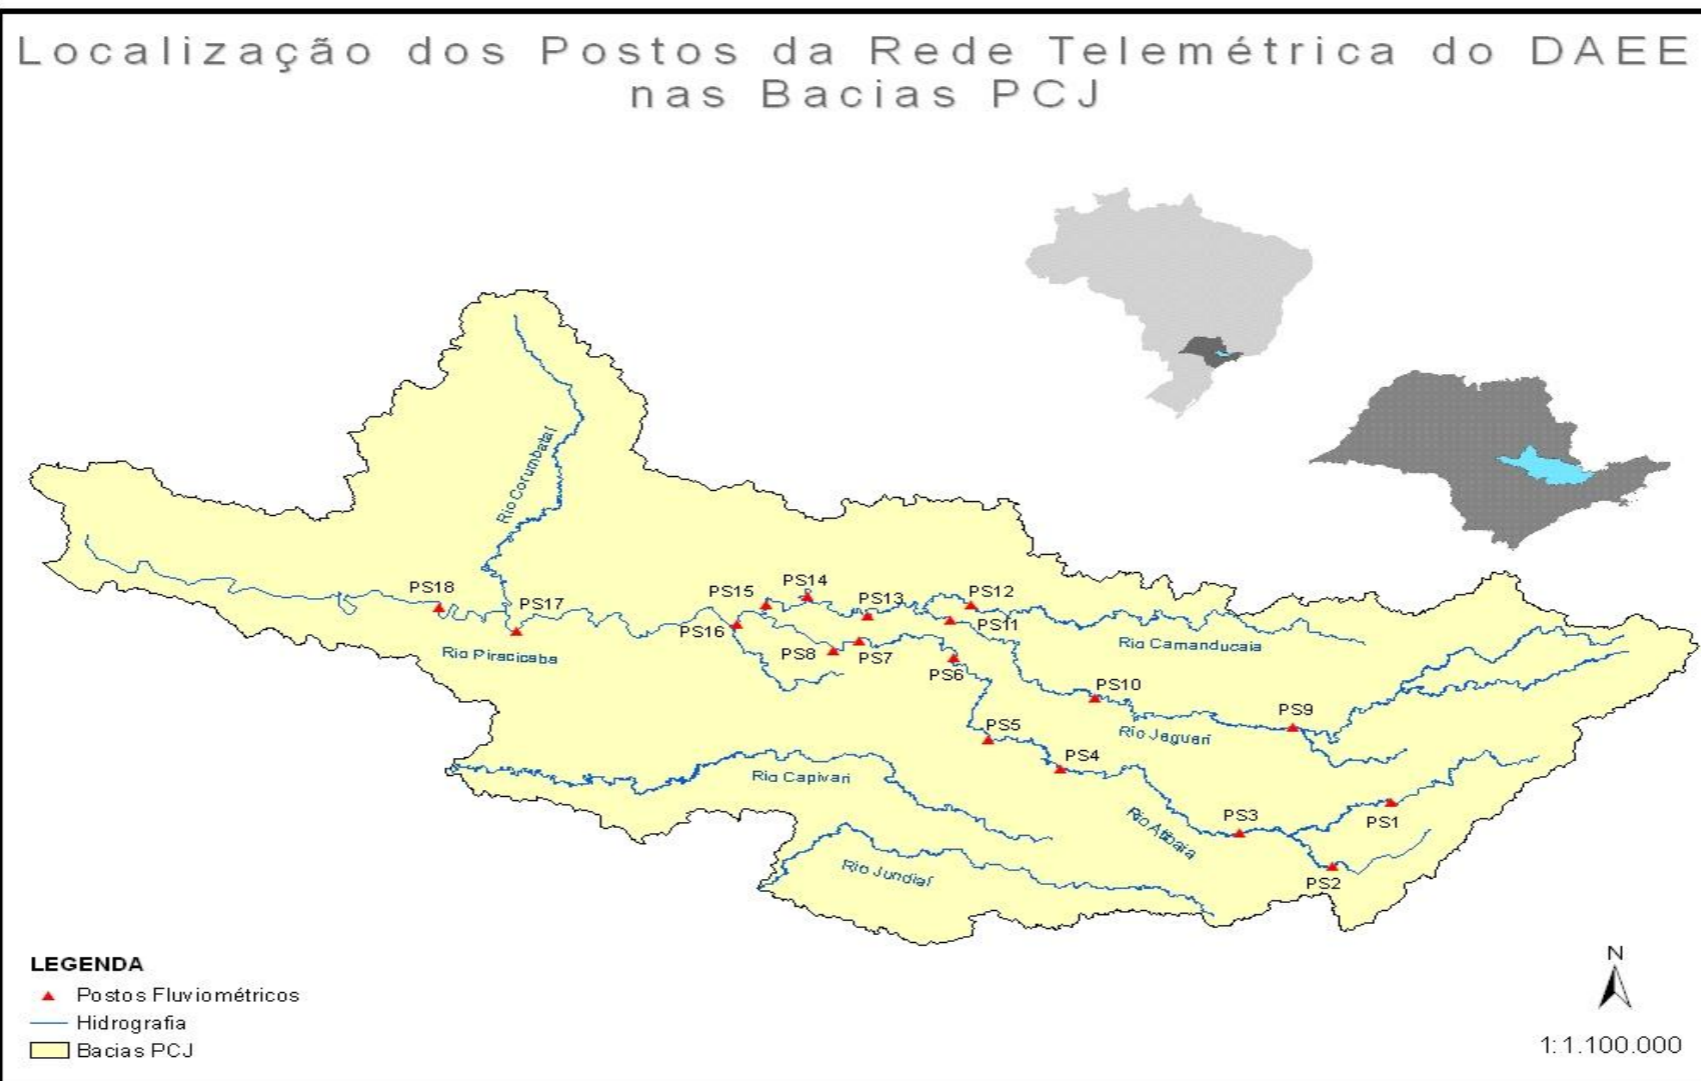 Localização dos Postos da Rede Telemétrica do DAEE
nas Bacias PCJ
Rio Corumbataí
PS18
PS17
PS15
PS14
PS13
PS12
PS16
PS11
Rio Piracicaba
PS8
PS7
PS6
Rio Camanducaia
PS10
PS9
PS5
Rio Jaguari
PS4
Rio Capivari
PS3
PS1
Rio Atibaia
Rio Jundiaí
PS2
LEGENDA
Postos Fluviométricos
Hidrografia
Bacias PCJ
N
1:1.100.000